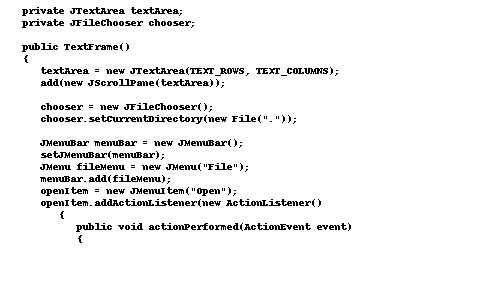 private JTextArea textArea;
private JFileChooser chooser;
public TextFrame()
{
textArea = new JTextArea(TEXT_ROWS, TEXT_COLUMNS);
add(new JScrollPane(textArea));
chooser = new JFileChooser();
chooser.setCurrentDirectory(new File("."));
JMenuBar menuBar = new JMenuBar();
setJMenuBar(menuBar);
JMenu fileMenu = new JMenu("File");
menuBar.add(fileMenu);
openItem = new JMenuItem("Open");
openItem.addActionListener(new ActionListener()
{
public void actionPerformed(ActionEvent event)
{